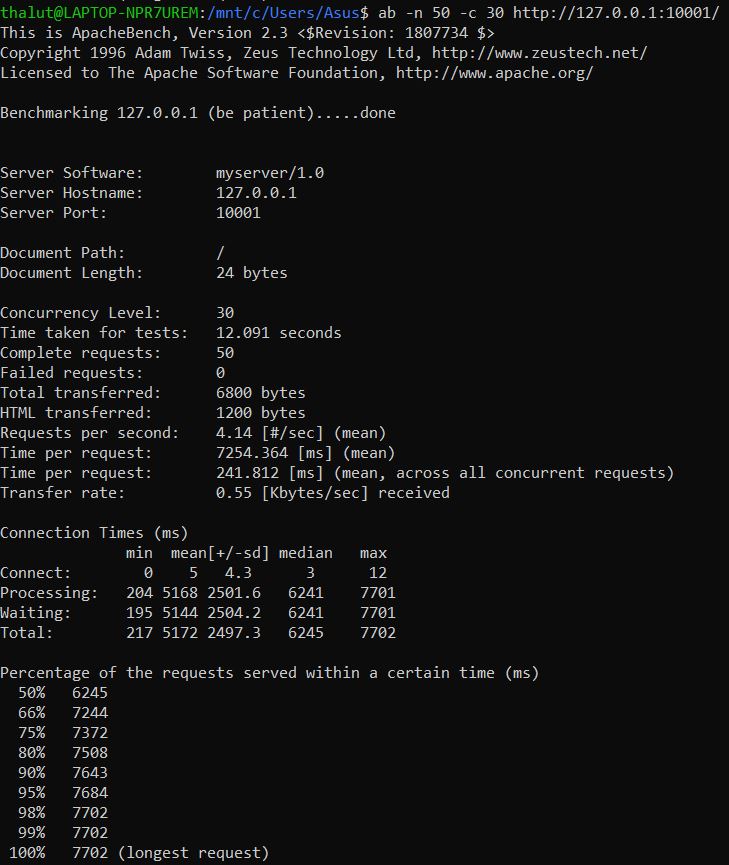 thalut@LAPTOP-NPR7UREM:/mnt/c/Users/Asus$ ab -n 50 -c 30 http://127.0.0.1:10001/
This is ApacheBench, Version 2.3 <$Revision: 1807734 $>
Copyright 1996 Adam Twiss, Zeus Technology Ltd, http://www.zeustech.net/
Licensed to The Apache Software Foundation, http://www.apache.org/

Benchmarking 127.0.0.1 (be patient).....done


Server Software:        myserver/1.0
Server Hostname:        127.0.0.1
Server Port:            10001

Document Path:          /
Document Length:        24 bytes

Concurrency Level:      30
Time taken for tests:   12.091 seconds
Complete requests:      50
Failed requests:        0
Total transferred:      6800 bytes
HTML transferred:       1200 bytes
Requests per second:    4.14 [#/sec] (mean)
Time per request:       7254.364 [ms] (mean)
Time per request:       241.812 [ms] (mean, across all concurrent requests)
Transfer rate:          0.55 [Kbytes/sec] received

Connection Times (ms)
              min  mean[+/-sd] median   max
Connect:        0    5   4.3      3      12
Processing:   204 5168 2501.6   6241    7701
Waiting:      195 5144 2504.2   6241    7701
Total:        217 5172 2497.3   6245    7702

Percentage of the requests served within a certain time (ms)
  50%   6245
  66%   7244
  75%   7372
  80%   7508
  90%   7643
  95%   7684
  98%   7702
  99%   7702
 100%   7702 (longest request)